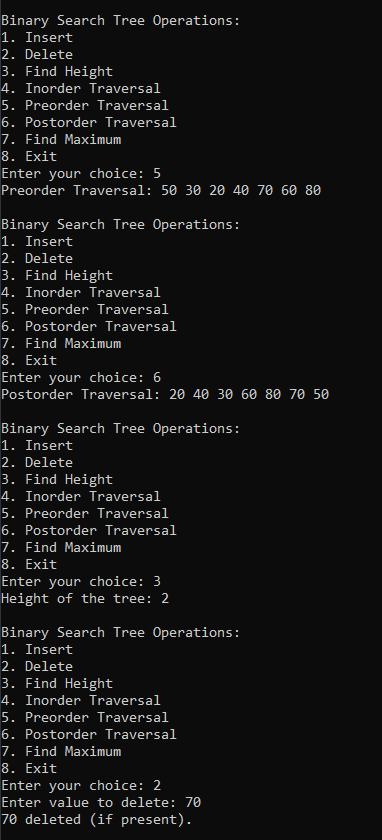 Binary Search Tree Operations:
1. Insert
2. Delete
3. Find Height
4. Inorder Traversal
5. Preorder Traversal
6. Postorder Traversal
7. Find Maximum
8. Exit
Enter your choice: 5
Preorder Traversal: 50 30 20 40 70 60 80

Binary Search Tree Operations:
1. Insert
2. Delete
3. Find Height
4. Inorder Traversal
5. Preorder Traversal
6. Postorder Traversal
7. Find Maximum
8. Exit
Enter your choice: 6
Postorder Traversal: 20 40 30 60 80 70 50

Binary Search Tree Operations:
1. Insert
2. Delete
3. Find Height
4. Inorder Traversal
5. Preorder Traversal
6. Postorder Traversal
7. Find Maximum
8. Exit
Enter your choice: 3
Height of the tree: 2

Binary Search Tree Operations:
1. Insert
2. Delete
3. Find Height
4. Inorder Traversal
5. Preorder Traversal
6. Postorder Traversal
7. Find Maximum
8. Exit
Enter your choice: 2
Enter value to delete: 70
70 deleted (if present).